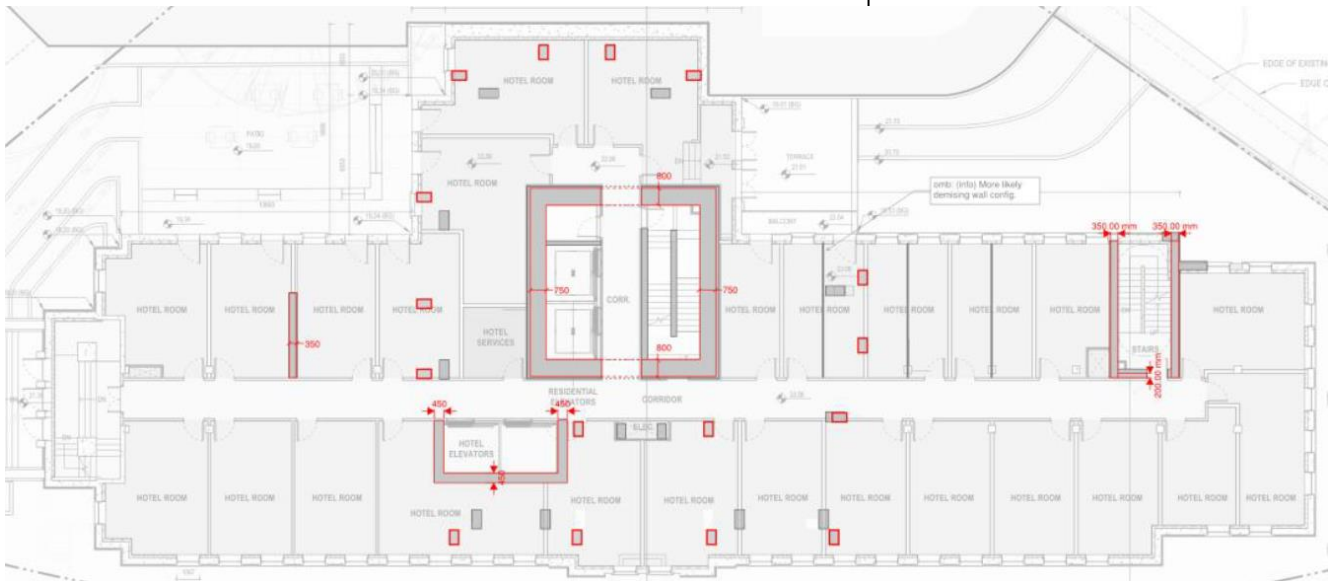 HOTEL ROOM
HOTEL ROOM
EDGE OF EXISTIN
EDGE O
PATIO
TERRACE
HOTEL ROOM
800
omb: (info) More likely
demising wall config.
BALCONY
350.00 mm
350.00 mm
HOTEL ROOM
HOTEL ROOM
HOTEL ROOM
HOTEL ROOM
750
CORR.
750
HOTEL ROOM
HOTEL ROOM
HOTEL ROOM
HOTEL ROOM
HOTEL ROOM
HOTEL ROOM
350
HOTEL
SERVICES
800
STAIRS
200.00 mm
RESIDENTIAL
ELEVATORS
CORRIDOR
450
450
ELEC
HOTEL
ELEVATORS
450
HOTEL ROOM
HOTEL ROOM
HOTEL ROOM
HOTEL ROOM
HOTEL ROOM
HOTEL ROOM
HOTEL ROOM
HOTEL ROOM
HOTEL ROOM
HOTEL ROOM
HOTEL ROOM
HOTEL ROOM
HOTEL ROOM